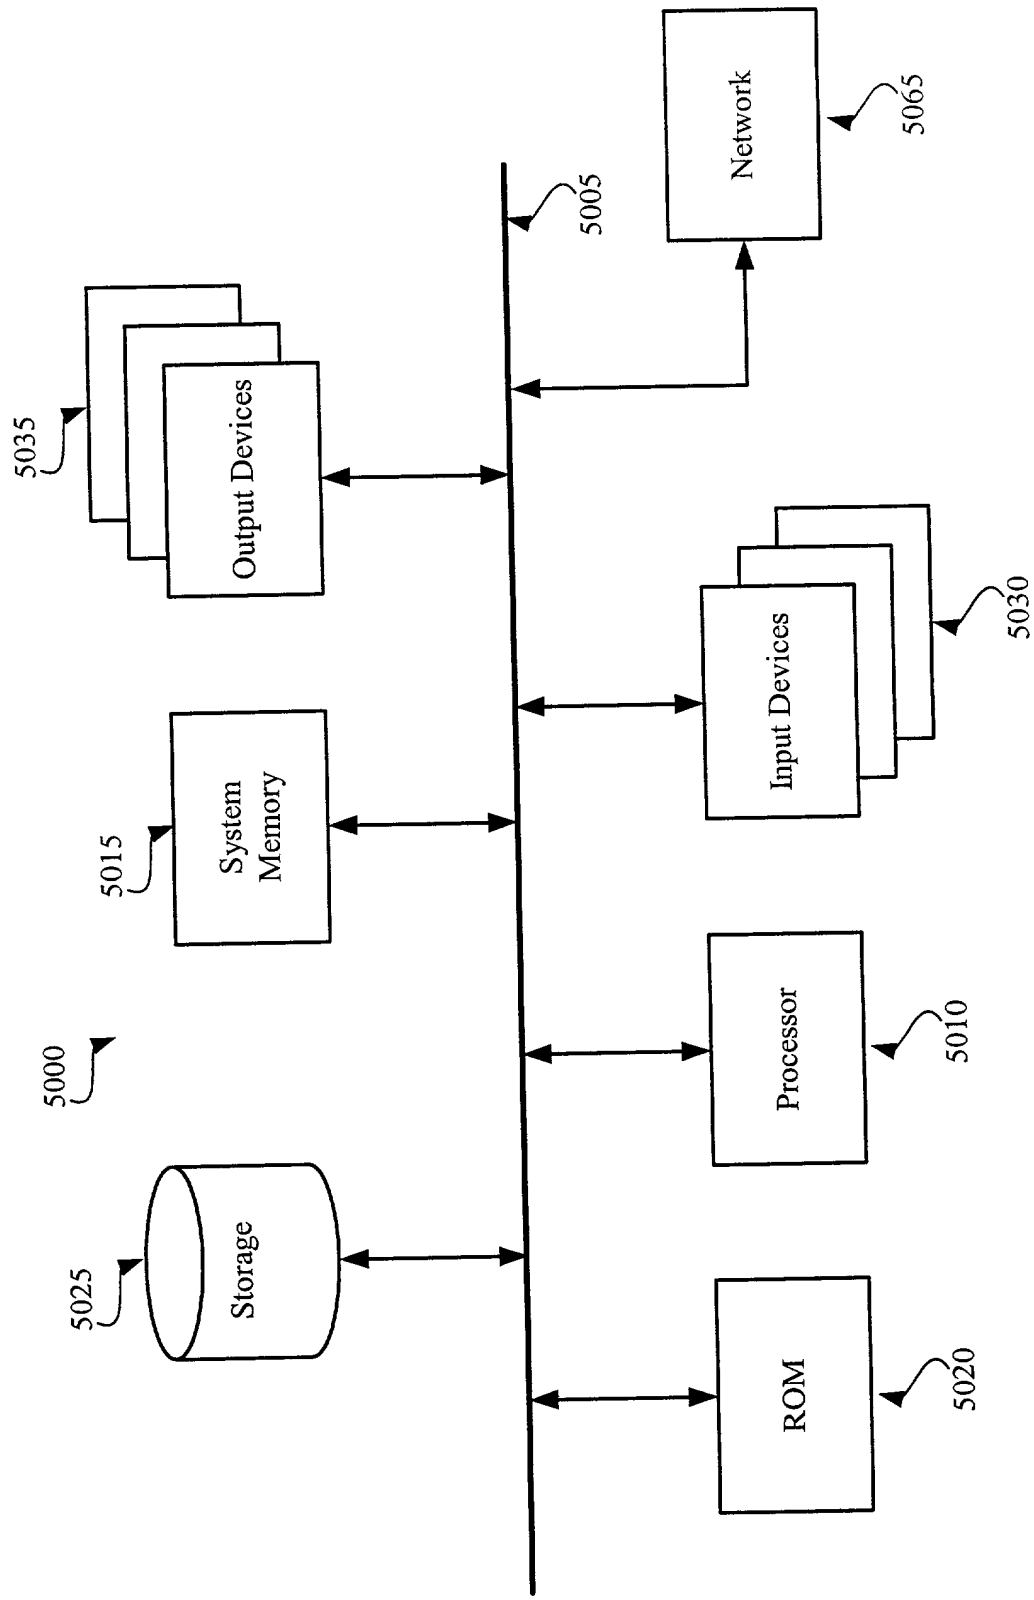 5000
5025
Storage
5015
System
Memory
5035
Output Devices
5005
ROM
5020
Processor
5010
Input Devices
5030
Network
5065